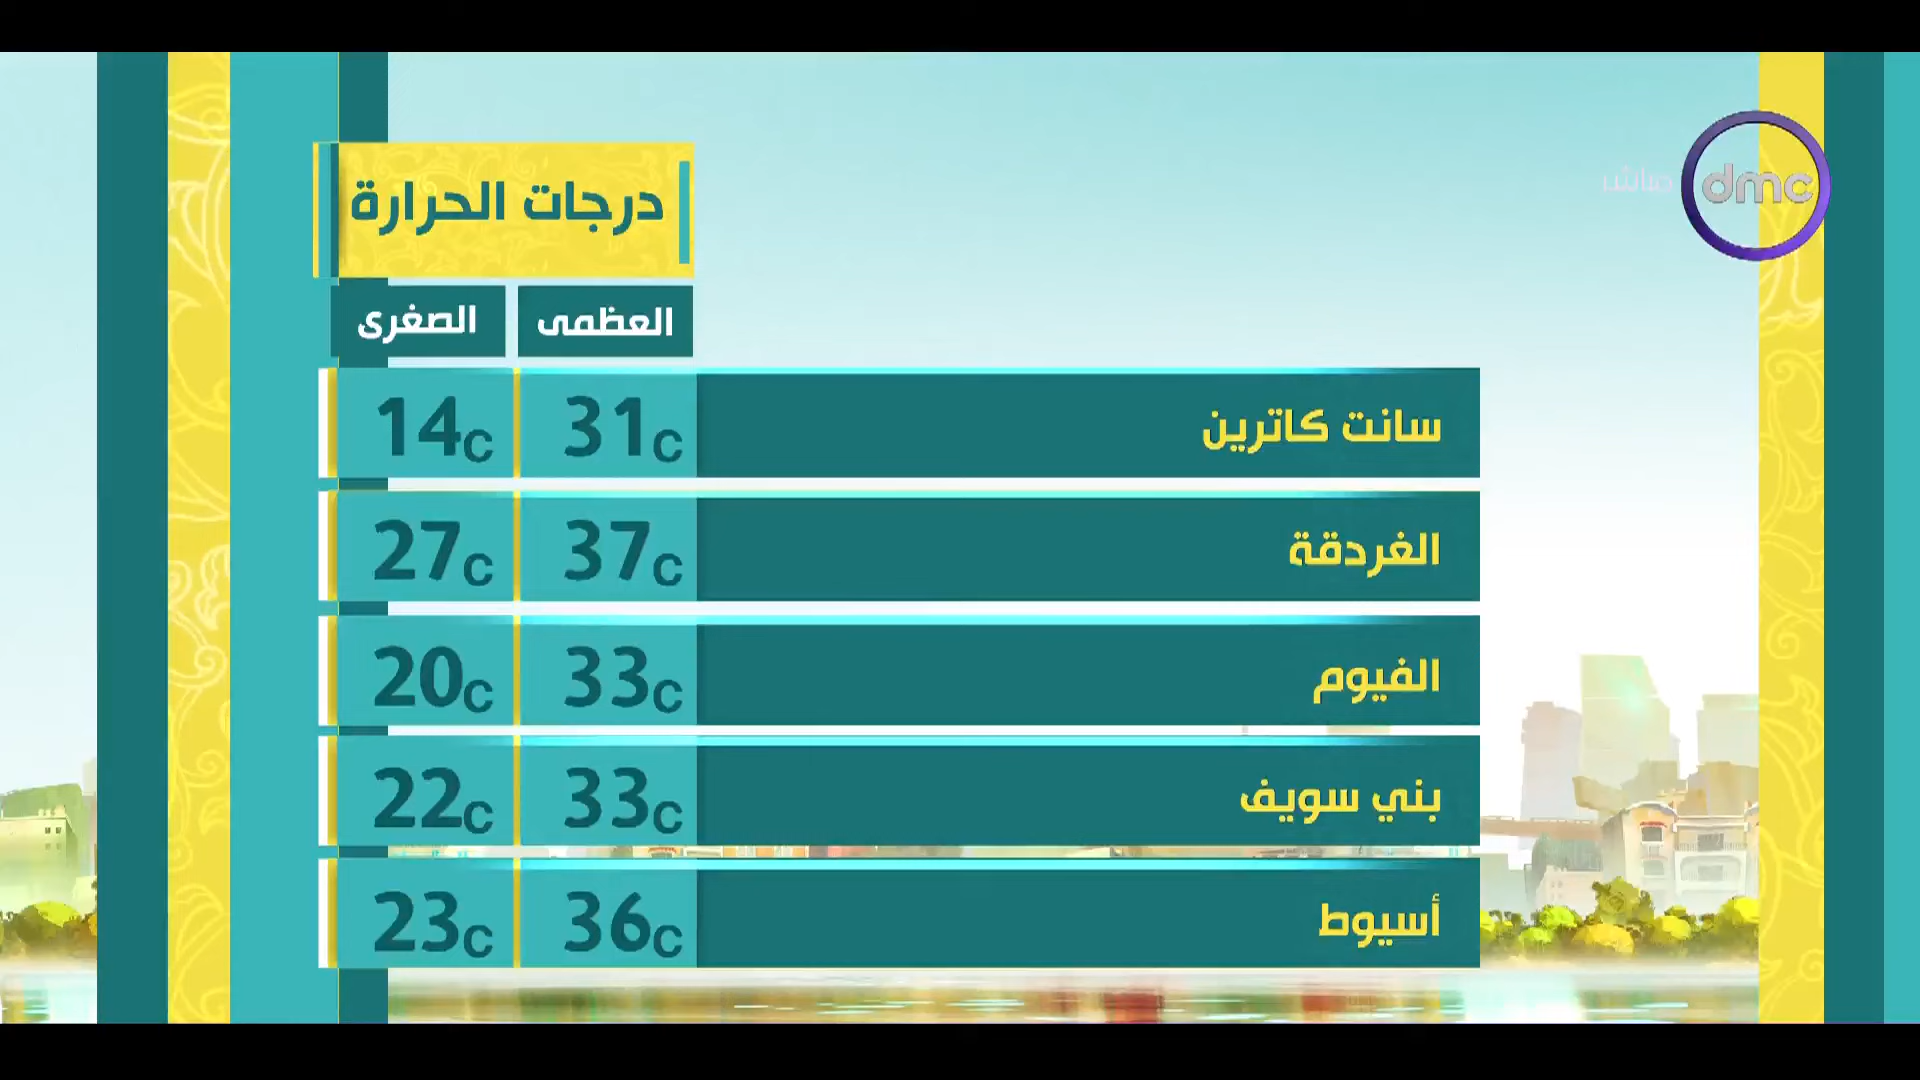 dmc
مباشر
درجات الحرارة
العظمى الصغرى
سانت كاترين 31c 14c
الغردقة 37c 27c
الفيوم 33c 20c
بني سويف 33c 22c
أسيوط 36c 23c